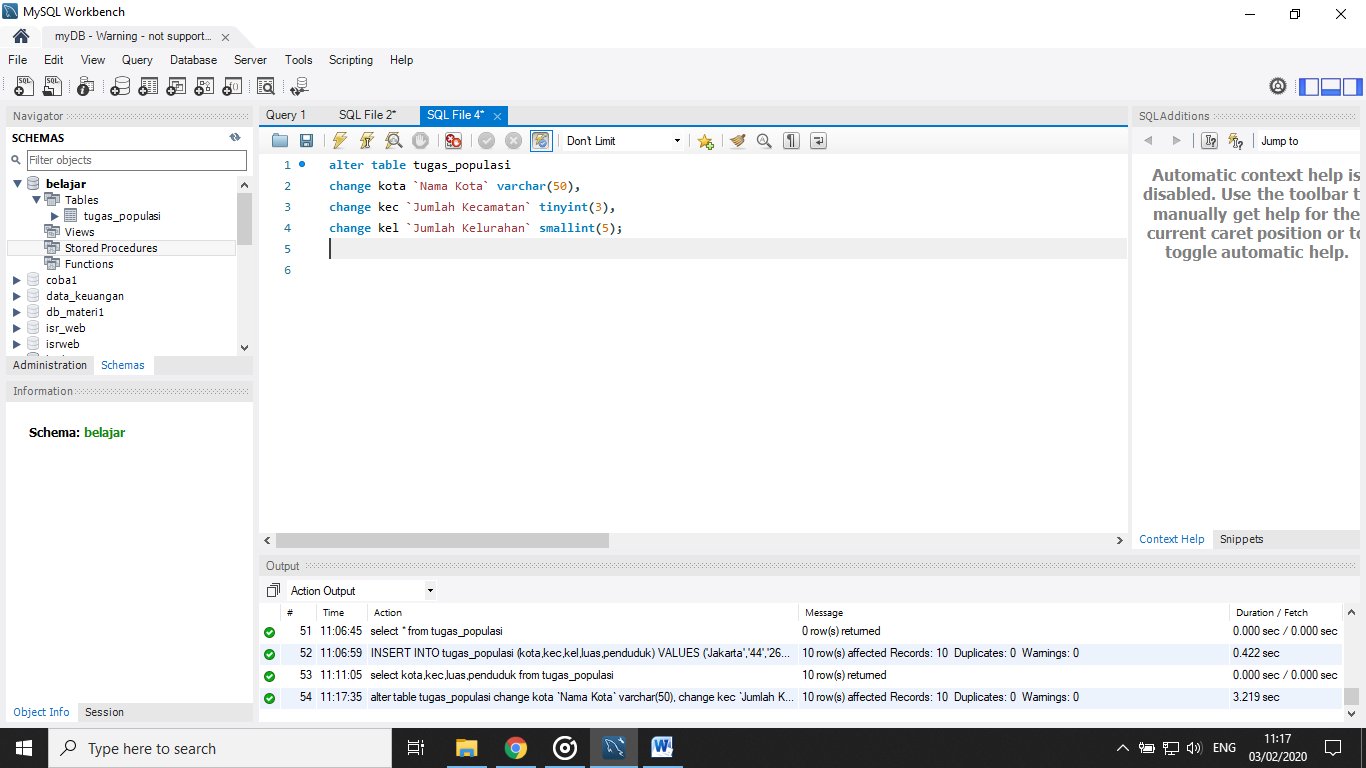 MySQL Workbench
myDB - Warning - not support...
File Edit View Query Database Server Tools Scripting Help
Navigator
SCHEMAS
Filter objects
belajar
Tables
tugas_populasi
Views
Stored Procedures
Functions
coba1
data_keuangan
db_materi1
isr_web
isrweb
Administration Schemas
Information
Schema: belajar
Object Info Session
Query 1 SQL File 2* SQL File 4*
Don't Limit
1 alter table tugas_populasi
2 change kota `Nama Kota` varchar(50),
3 change kec `Jumlah Kecamatan` tinyint(3),
4 change kel `Jumlah Kelurahan` smallint(5);
5
6
SQLAdditions
Jump to
Automatic context help is
disabled. Use the toolbar t
manually get help for the
current caret position or to
toggle automatic help.
Context Help Snippets
Output
Action Output
# Time Action Message Duration / Fetch
51 11:06:45 select * from tugas_populasi 0 row(s) returned 0.000 sec / 0.000 sec
52 11:06:59 INSERT INTO tugas_populasi (kota,kec,kel,luas,penduduk) VALUES ('Jakarta','44','26... 10 row(s) affected Records: 10 Duplicates: 0 Warnings: 0 0.422 sec
53 11:11:05 select kota,kec,luas,penduduk from tugas_populasi 10 row(s) returned 0.000 sec / 0.000 sec
54 11:17:35 alter table tugas_populasi change kota `Nama Kota` varchar(50), change kec `Jumlah K... 10 row(s) affected Records: 10 Duplicates: 0 Warnings: 0 3.219 sec
Type here to search
ENG
11:17
03/02/2020